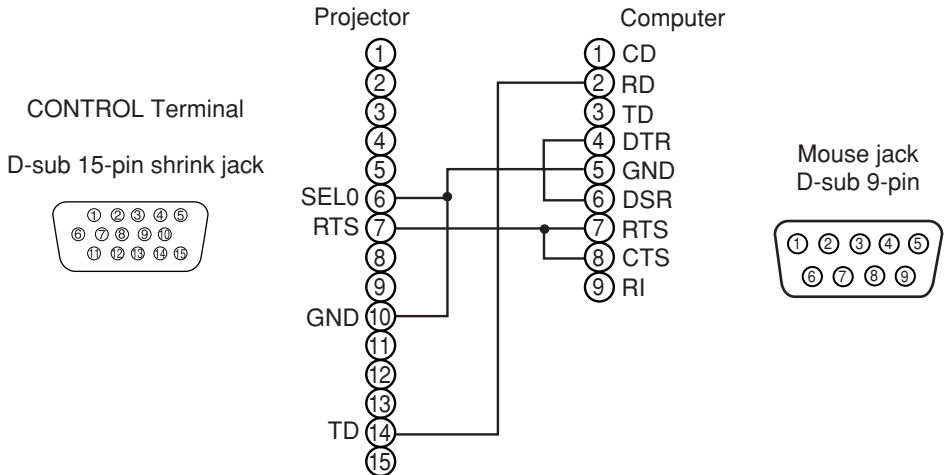 Projector
Computer
CONTROL Terminal
D-sub 15-pin shrink jack
1 2 3 4 5
6 7 8 9 10
11 12 13 14 15
1
2
3
4
5
SEL0 6
RTS 7
8
9
GND 10
11
12
13
TD 14
15
1 CD
2 RD
3 TD
4 DTR
5 GND
6 DSR
7 RTS
8 CTS
9 RI
Mouse jack
D-sub 9-pin
1 2 3 4 5
6 7 8 9